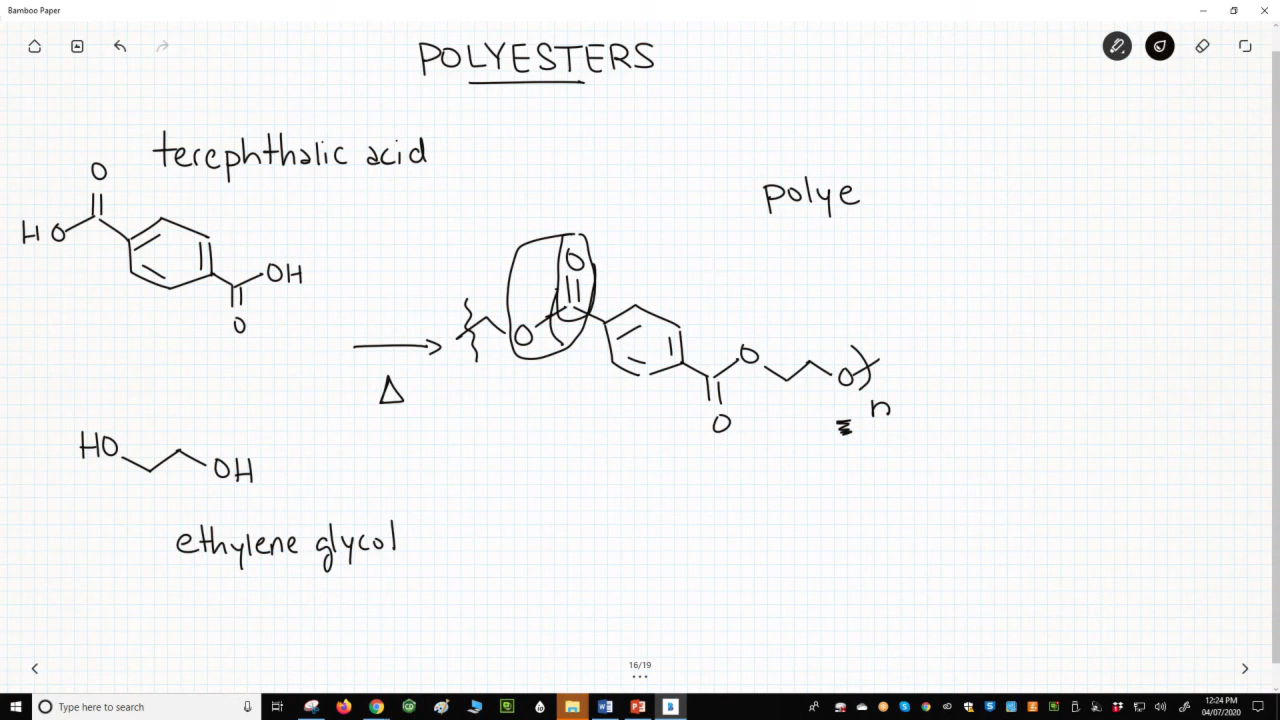 Bamboo Paper
POLYESTERS
terephthalic acid
O
HO
OH
O
polye
O
O
O
O
O
n
Δ
HO
OH
ethylene glycol
16/19
Type here to search
12:24 PM
04/07/2020